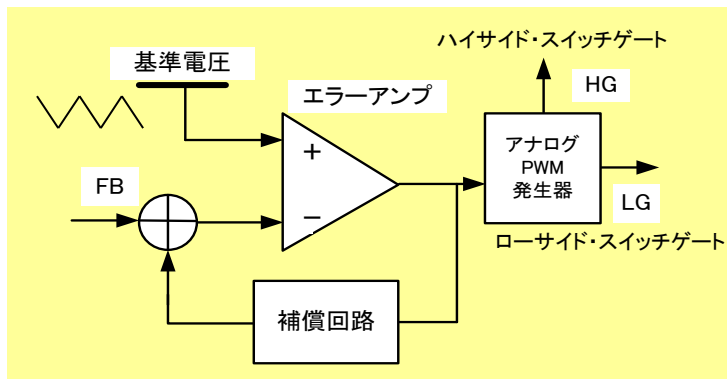 ハイサイド・スイッチゲート
基準電圧
HG
エラーアンプ
アナログ
PWM
発生器
+
FB
−
LG
ローサイド・スイッチゲート
補償回路